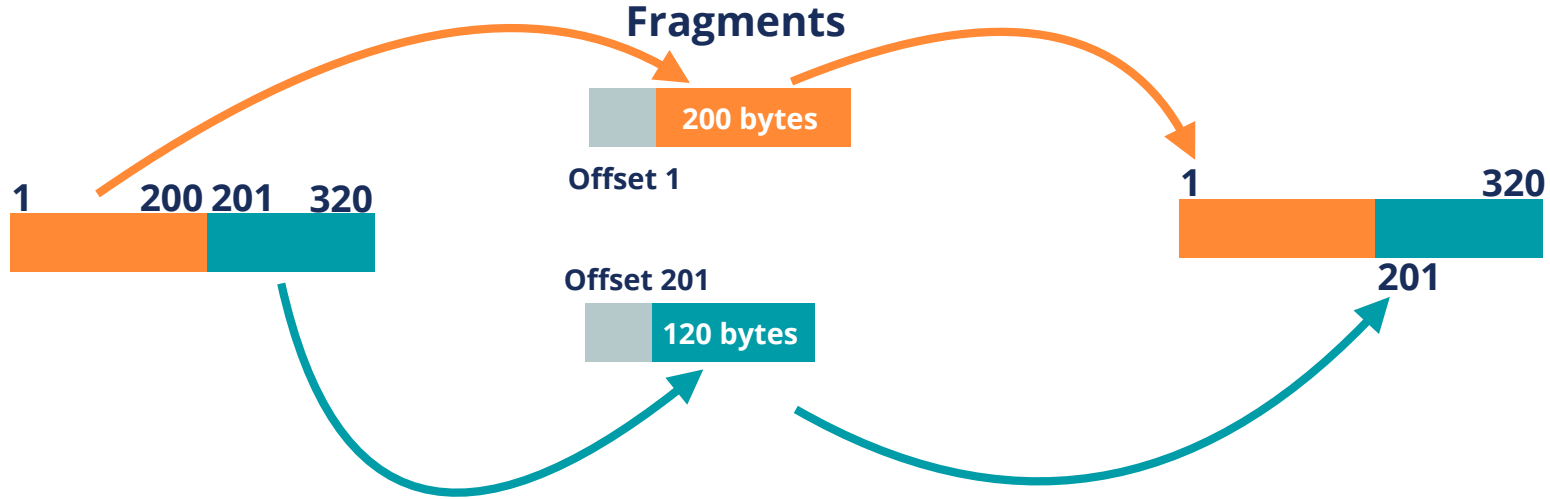 Fragments
200 bytes
Offset 1
1 200 201 320
1 320
Offset 201
201
120 bytes